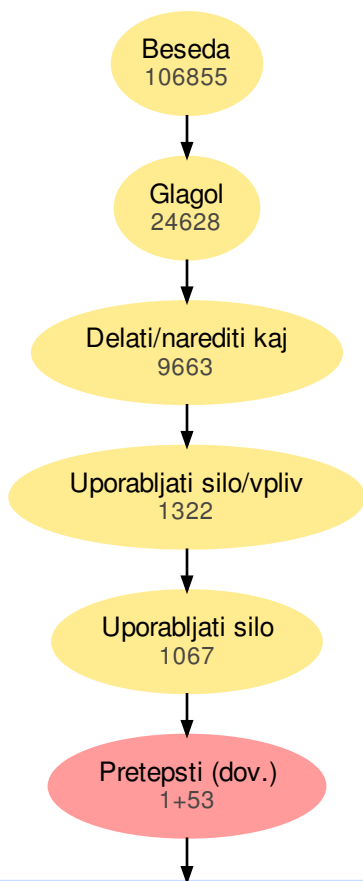 Beseda
106855
Glagol
24628
Delati/narediti kaj
9663
Uporabljati silo/vpliv
1322
Uporabljati silo
1067
Pretepsti (dov.)
1+53